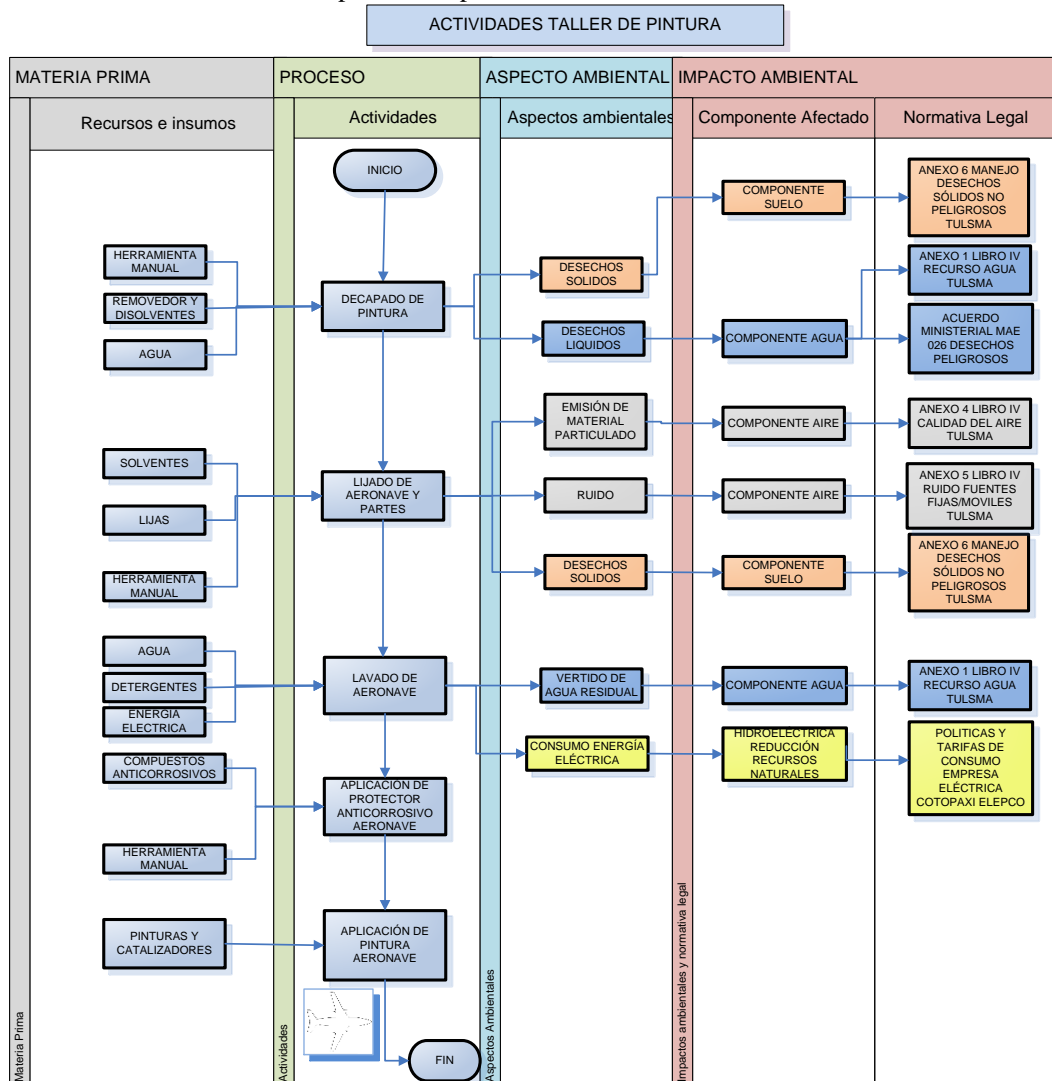 ACTIVIDADES TALLER DE PINTURA
MATERIA PRIMA
PROCESO
ASPECTO AMBIENTAL
IMPACTO AMBIENTAL
Recursos e insumos
Actividades
Aspectos ambientales
Componente Afectado
Normativa Legal
INICIO
HERRAMIENTA
MANUAL
REMOVEDOR Y
DISOLVENTES
AGUA
DECAPADO DE
PINTURA
DESECHOS
SOLIDOS
DESECHOS
LIQUIDOS
COMPONENTE
SUELO
COMPONENTE AGUA
ANEXO 6 MANEJO
DESECHOS
SÓLIDOS NO
PELIGROSOS
TULSMA
ANEXO 1 LIBRO IV
RECURSO AGUA
TULSMA
ACUERDO
MINISTERIAL MAE
026 DESECHOS
PELIGROSOS
SOLVENTES
LIJAS
HERRAMIENTA
MANUAL
LIJADO DE
AERONAVE Y
PARTES
EMISIÓN DE
MATERIAL
PARTICULADO
RUIDO
DESECHOS
SOLIDOS
COMPONENTE AIRE
COMPONENTE AIRE
COMPONENTE
SUELO
ANEXO 4 LIBRO IV
CALIDAD DEL AIRE
TULSMA
ANEXO 5 LIBRO IV
RUIDO FUENTES
FIJAS/MOVILES
TULSMA
ANEXO 6 MANEJO
DESECHOS
SÓLIDOS NO
PELIGROSOS
TULSMA
AGUA
DETERGENTES
ENERGIA
ELECTRICA
LAVADO DE
AERONAVE
VERTIDO DE
AGUA RESIDUAL
CONSUMO ENERGÍA
ELÉCTRICA
COMPONENTE AGUA
HIDROELECTRICA
REDUCCIÓN
RECURSOS
NATURALES
ANEXO 1 LIBRO IV
RECURSO AGUA
TULSMA
POLITICAS Y
TARIFAS DE
CONSUMO
EMPRESA
ELÉCTRICA
COTOPAXI ELEPCO
COMPUESTOS
ANTICORROSIVOS
HERRAMIENTA
MANUAL
APLICACIÓN DE
PROTECTOR
ANTICORROSIVO
AERONAVE
PINTURAS Y
CATALIZADORES
APLICACIÓN DE
PINTURA
AERONAVE
FIN
Materia Prima
Actividades
Aspectos Ambientales
Impactos ambientales y normativa legal